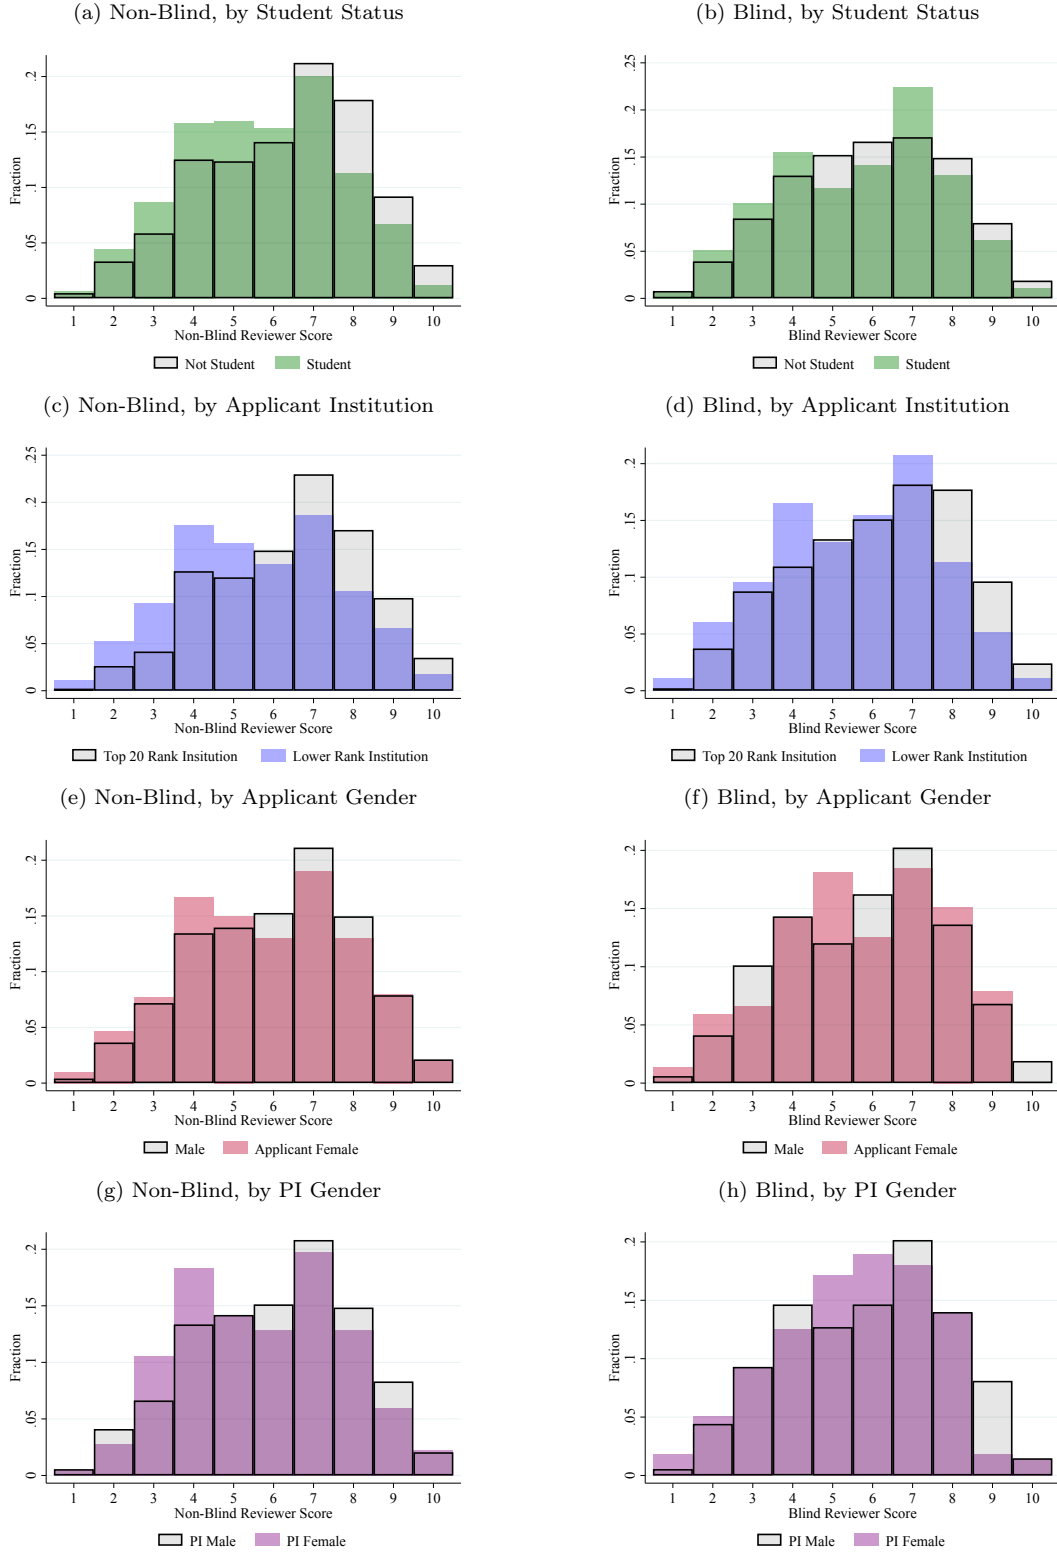 (a) Non-Blind, by Student Status
.2
.15
.1
.05
0
Fraction
1 2 3 4 5 6 7 8 9 10
Non-Blind Reviewer Score
Not Student Student
(b) Blind, by Student Status
.25
.2
.15
.1
.05
0
Fraction
1 2 3 4 5 6 7 8 9 10
Blind Reviewer Score
Not Student Student
(c) Non-Blind, by Applicant Institution
.25
.2
.15
.1
.05
0
Fraction
1 2 3 4 5 6 7 8 9 10
Non-Blind Reviewer Score
Top 20 Rank Insitution Lower Rank Insitution
(d) Blind, by Applicant Institution
.2
.15
.1
.05
0
Fraction
1 2 3 4 5 6 7 8 9 10
Blind Reviewer Score
Top 20 Rank Insitution Lower Rank Insitution
(e) Non-Blind, by Applicant Gender
.2
.15
.1
.05
0
Fraction
1 2 3 4 5 6 7 8 9 10
Non-Blind Reviewer Score
Male Applicant Female
(f) Blind, by Applicant Gender
.2
.15
.1
.05
0
Fraction
1 2 3 4 5 6 7 8 9 10
Blind Reviewer Score
Male Applicant Female
(g) Non-Blind, by PI Gender
.2
.15
.1
.05
0
Fraction
1 2 3 4 5 6 7 8 9 10
Non-Blind Reviewer Score
PI Male PI Female
(h) Blind, by PI Gender
.2
.15
.1
.05
0
Fraction
1 2 3 4 5 6 7 8 9 10
Blind Reviewer Score
PI Male PI Female